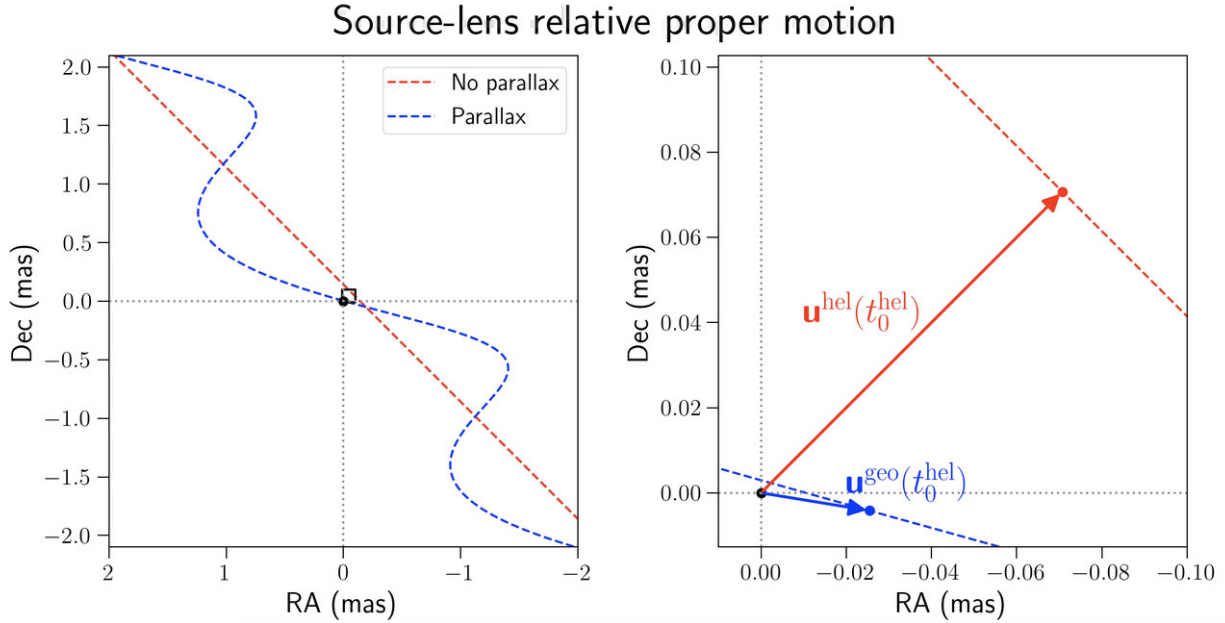 Source-lens relative proper motion
No parallax
Parallax
2.0
1.5
1.0
0.5
0.0
−0.5
−1.0
−1.5
−2.0
Dec (mas)
2
1
0
−1
−2
RA (mas)
0.10
0.08
0.06
0.04
0.02
0.00
Dec (mas)
u^hel(t_0^hel)
u^geo(t_0^hel)
0.00
−0.02
−0.04
−0.06
−0.08
−0.10
RA (mas)